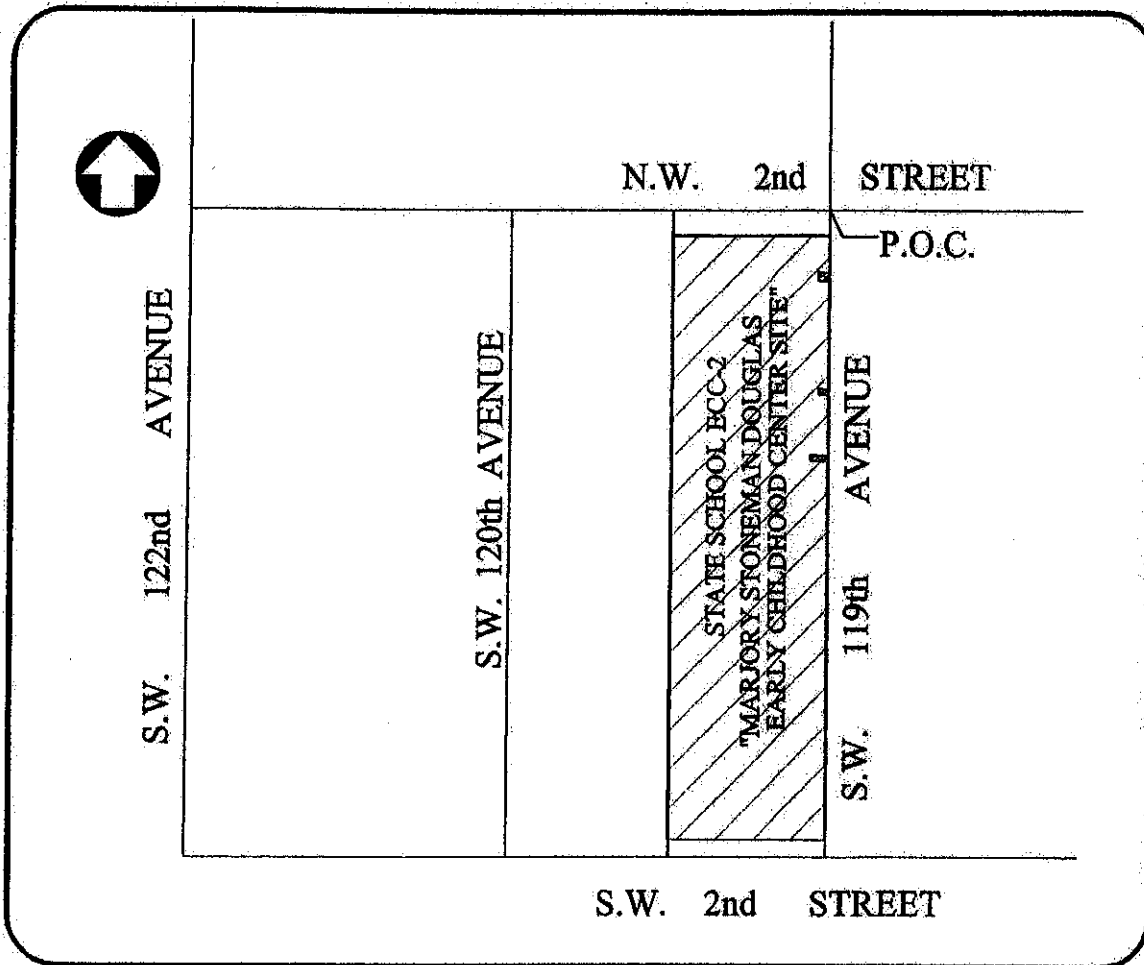 N.W. 2nd STREET
P.O.C.
S.W. 122nd AVENUE
S.W. 120th AVENUE
STATE SCHOOL ECC-2
"MARJORY STONEMAN DOUGLAS
EARLY CHILDHOOD CENTER SITE"
S.W. 119th AVENUE
S.W. 2nd STREET